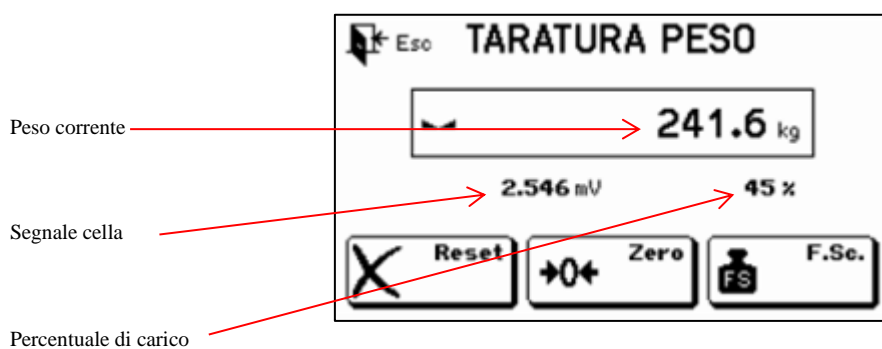 Esc TARATURA PESO
Peso corrente
241.6 kg
2.546 mV 45 %
Segnale cella
Reset Zero F.Sc.
→0←
FS
Percentuale di carico